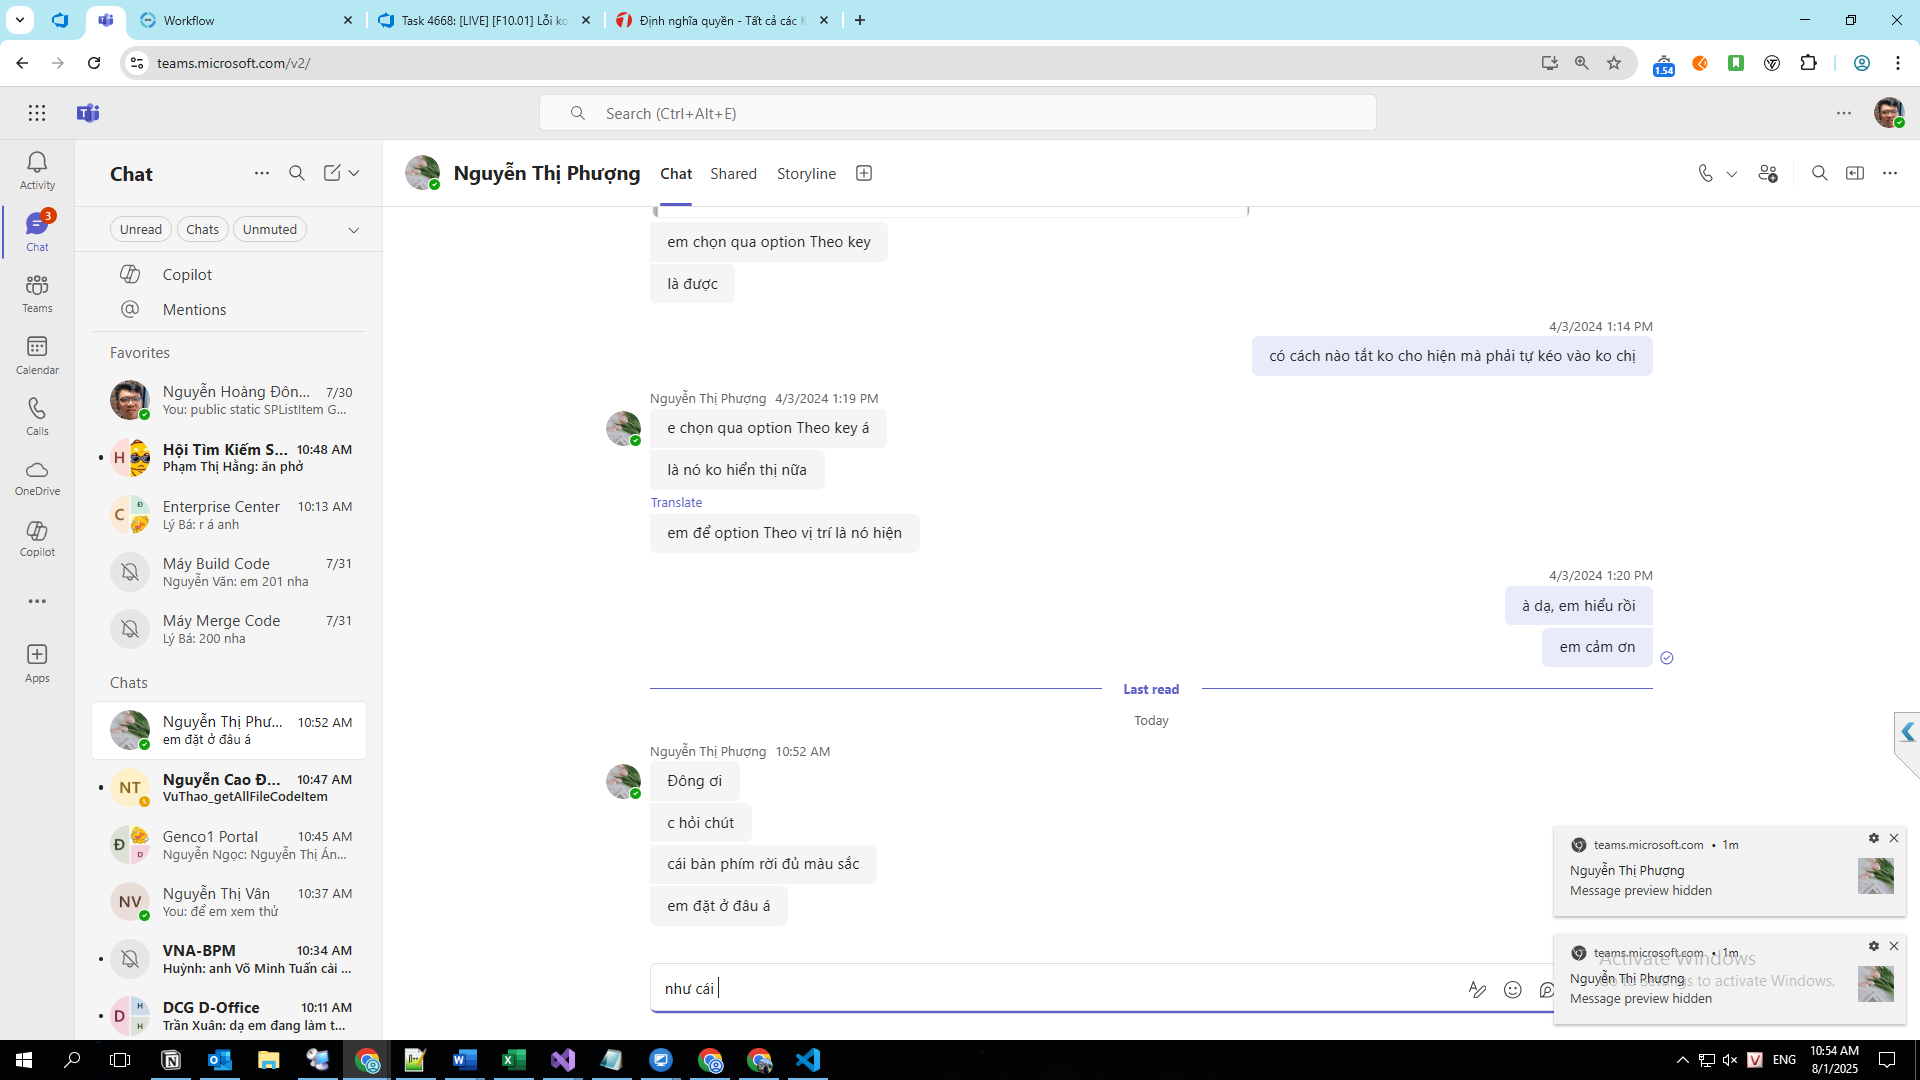 Workflow
Task 4668: [LIVE] [F10.01] Lỗi kc
Định nghĩa quyền - Tất cả các K
teams.microsoft.com/v2/
1.54
Search (Ctrl+Alt+E)
Activity
3
Chat
Teams
Calendar
Calls
OneDrive
Copilot
Apps
Chat
Unread
Chats
Unmuted
Copilot
Mentions
Favorites
Nguyễn Hoàng Đôn... 7/30
You: public static SPListItem G...
H
Hội Tìm Kiếm S... 10:48 AM
Phạm Thị Hằng: ăn phở
C Đ
Enterprise Center 10:13 AM
Lý Bá: r á anh
Máy Build Code 7/31
Nguyễn Văn: em 201 nha
Máy Merge Code 7/31
Lý Bá: 200 nha
Chats
Nguyễn Thị Phư... 10:52 AM
em đặt ở đâu á
NT
Nguyễn Cao Đ... 10:47 AM
VuThao_getAllFileCodeItem
Đ D
Genco1 Portal 10:45 AM
Nguyễn Ngọc: Nguyễn Thị Án...
NV
Nguyễn Thị Vân 10:37 AM
You: để em xem thử
VNA-BPM 10:34 AM
Huỳnh: anh Võ Minh Tuấn cài ...
D H H
DCG D-Office 10:11 AM
Trần Xuân: dạ em đang làm t...
Nguyễn Thị Phượng
Chat
Shared
Storyline
em chọn qua option Theo key
là được
4/3/2024 1:14 PM
có cách nào tắt ko cho hiện mà phải tự kéo vào ko chị
Nguyễn Thị Phượng 4/3/2024 1:19 PM
e chọn qua option Theo key á
là nó ko hiển thị nữa
Translate
em để option Theo vị trí là nó hiện
4/3/2024 1:20 PM
à dạ, em hiểu rồi
em cảm ơn
Last read
Today
Nguyễn Thị Phượng 10:52 AM
Đông ơi
c hỏi chút
cái bàn phím rời đủ màu sắc
em đặt ở đâu á
như cái
teams.microsoft.com • 1m
Nguyễn Thị Phượng
Message preview hidden
teams.microsoft.com • 1m
Nguyễn Thị Phượng
Message preview hidden
Activate Windows
Go to Settings to activate Windows.
ENG
10:54 AM
8/1/2025